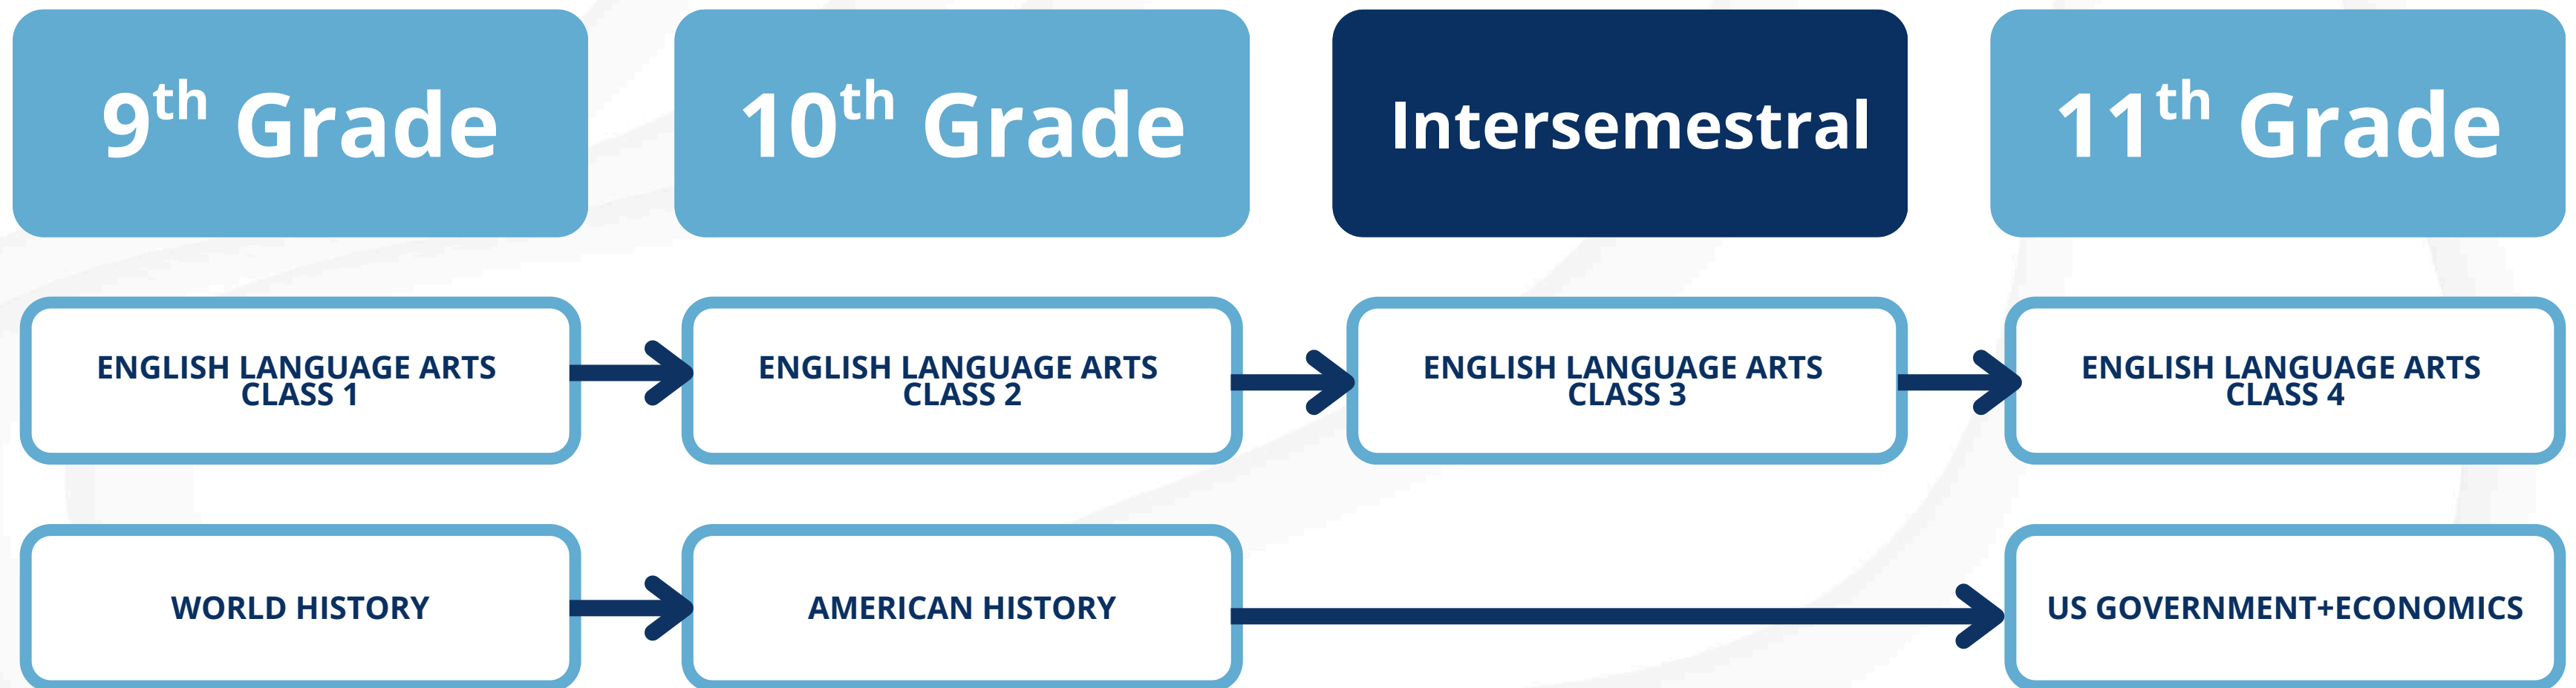 9th Grade
10th Grade
Intersemestral
11th Grade
ENGLISH LANGUAGE ARTS
CLASS 1
ENGLISH LANGUAGE ARTS
CLASS 2
ENGLISH LANGUAGE ARTS
CLASS 3
ENGLISH LANGUAGE ARTS
CLASS 4
WORLD HISTORY
AMERICAN HISTORY
US GOVERNMENT+ECONOMICS